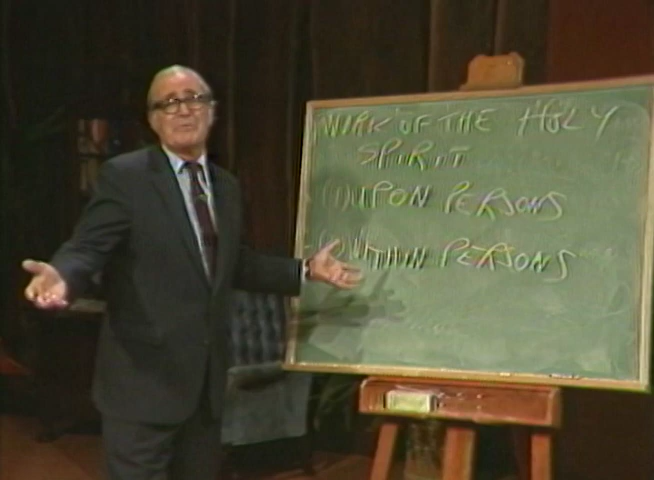 WORK OF THE HOLY
SPIRIT
(1) UPON PERSONS
(2) WITHIN PERSONS